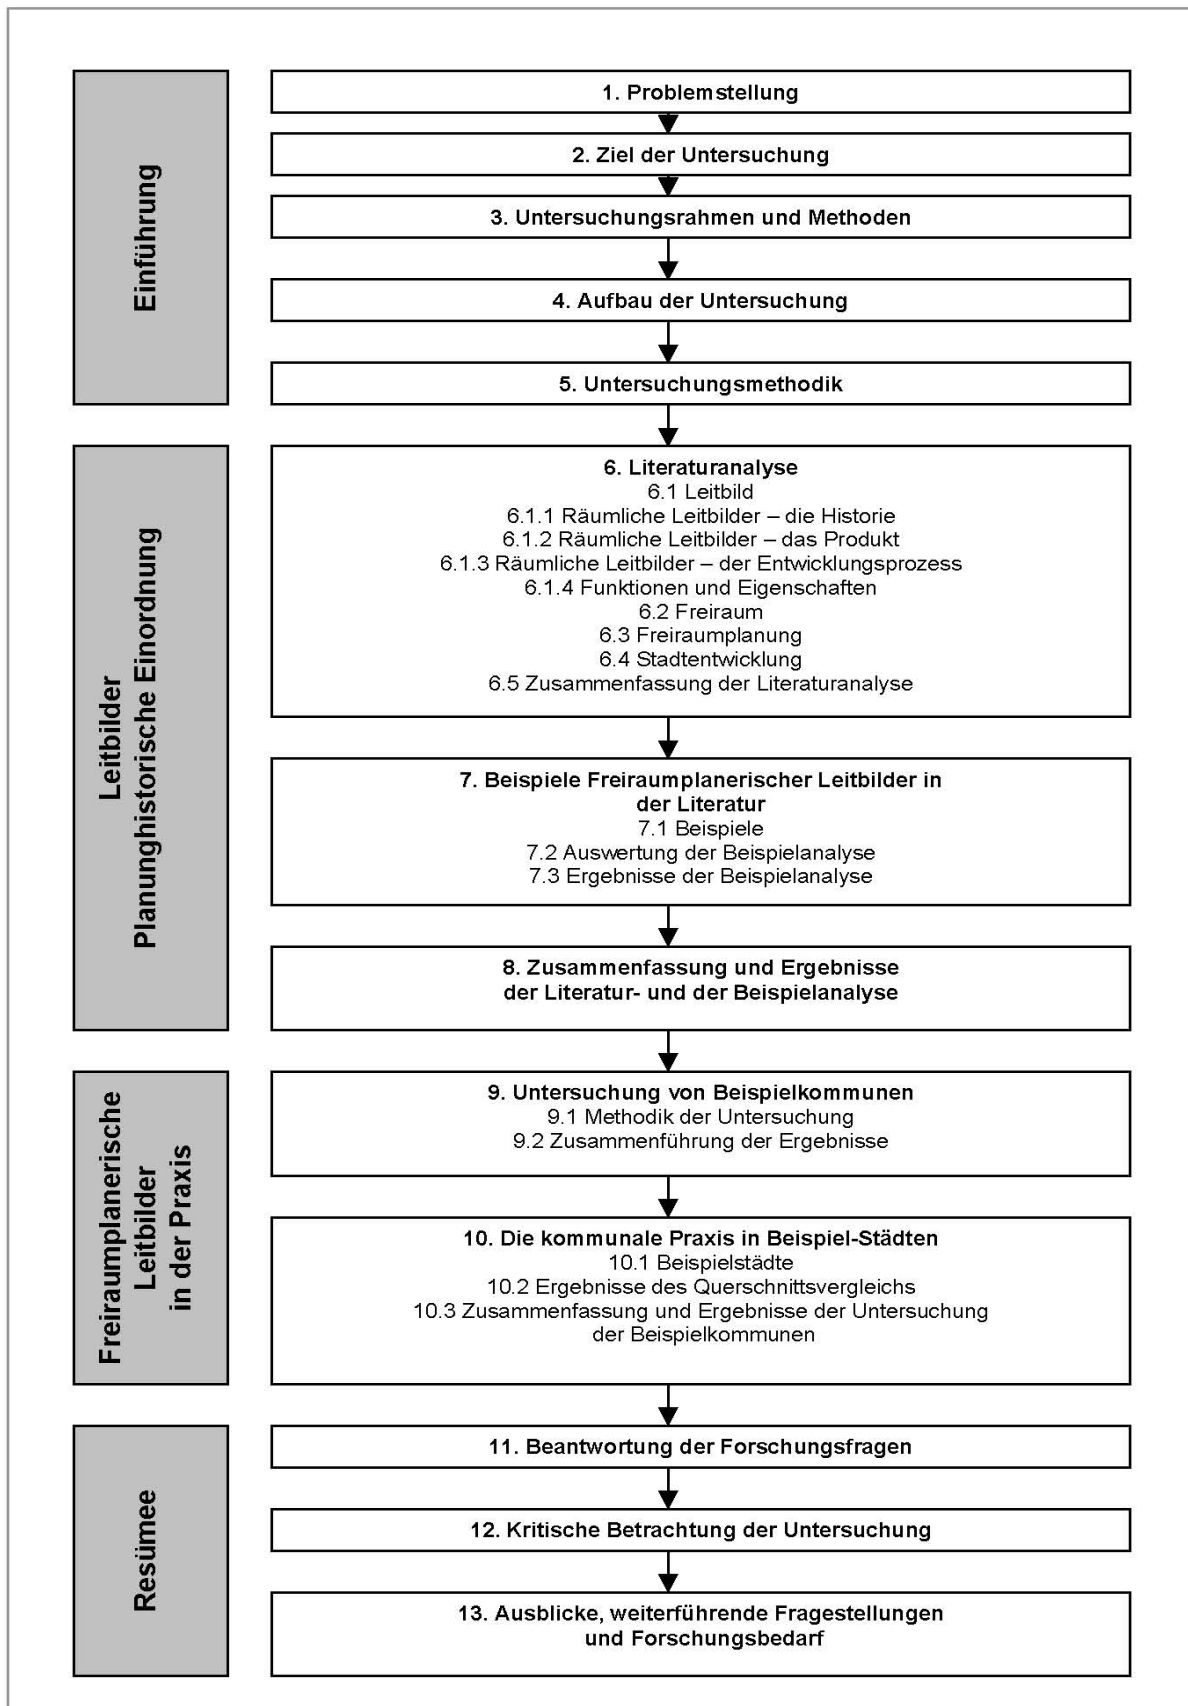 Einführung
1. Problemstellung
2. Ziel der Untersuchung
3. Untersuchungsrahmen und Methoden
4. Aufbau der Untersuchung
5. Untersuchungsmethodik
Leitbilder
Planunghistorische Einordnung
6. Literaturanalyse
6.1 Leitbild
6.1.1 Räumliche Leitbilder – die Historie
6.1.2 Räumliche Leitbilder – das Produkt
6.1.3 Räumliche Leitbilder – der Entwicklungsprozess
6.1.4 Funktionen und Eigenschaften
6.2 Freiraum
6.3 Freiraumplanung
6.4 Stadtentwicklung
6.5 Zusammenfassung der Literaturanalyse
7. Beispiele Freiraumplanerischer Leitbilder in
der Literatur
7.1 Beispiele
7.2 Auswertung der Beispielanalyse
7.3 Ergebnisse der Beispielanalyse
8. Zusammenfassung und Ergebnisse
der Literatur- und der Beispielanalyse
Freiraumplanerische
Leitbilder
in der Praxis
9. Untersuchung von Beispielkommunen
9.1 Methodik der Untersuchung
9.2 Zusammenführung der Ergebnisse
10. Die kommunale Praxis in Beispiel-Städten
10.1 Beispielstädte
10.2 Ergebnisse des Querschnittsvergleichs
10.3 Zusammenfassung und Ergebnisse der Untersuchung
der Beispielkommunen
Resümee
11. Beantwortung der Forschungsfragen
12. Kritische Betrachtung der Untersuchung
13. Ausblicke, weiterführende Fragestellungen
und Forschungsbedarf